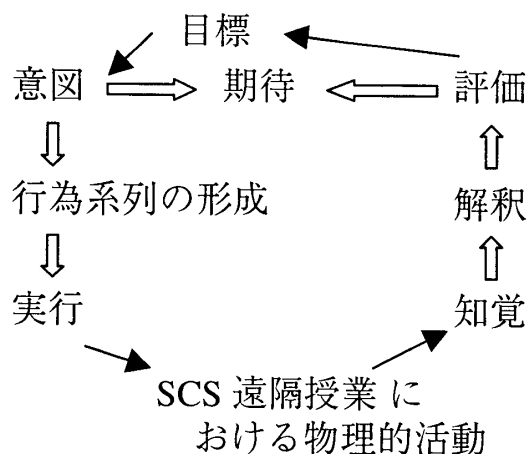 目標
意図 期待 評価
行為系列の形成 解釈
実行 知覚
SCS 遠隔授業 に
おける物理的活動